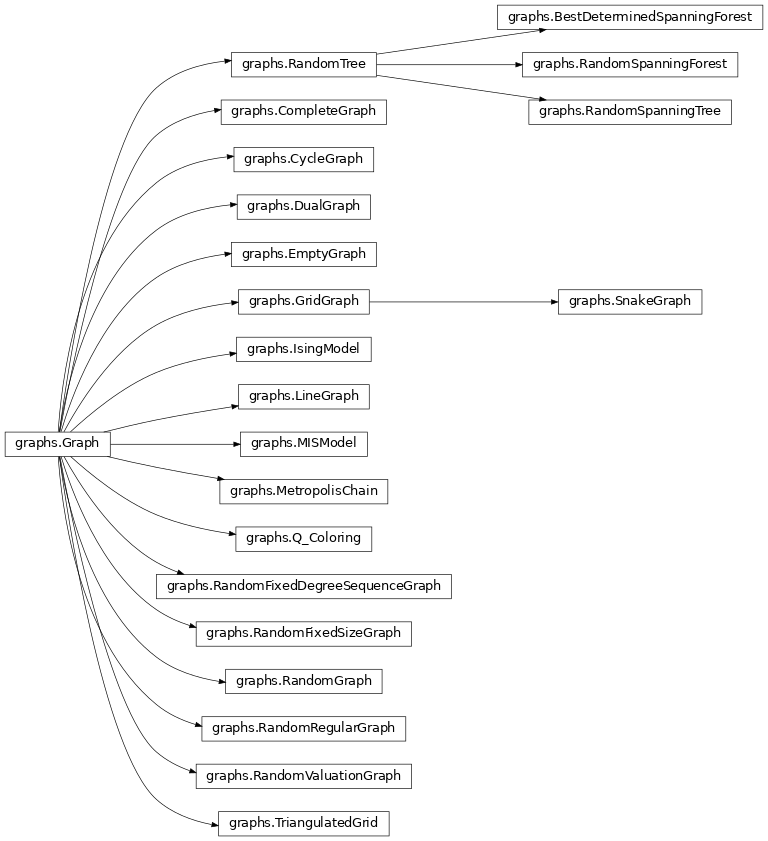 graphs.BestDeterminedSpanningForest
graphs.RandomTree
graphs.RandomSpanningForest
graphs.CompleteGraph
graphs.RandomSpanningTree
graphs.CycleGraph
graphs.DualGraph
graphs.EmptyGraph
graphs.GridGraph
graphs.SnakeGraph
graphs.IsingModel
graphs.LineGraph
graphs.Graph
graphs.MISModel
graphs.MetropolisChain
graphs.Q_Coloring
graphs.RandomFixedDegreeSequenceGraph
graphs.RandomFixedSizeGraph
graphs.RandomGraph
graphs.RandomRegularGraph
graphs.RandomValuationGraph
graphs.TriangulatedGrid